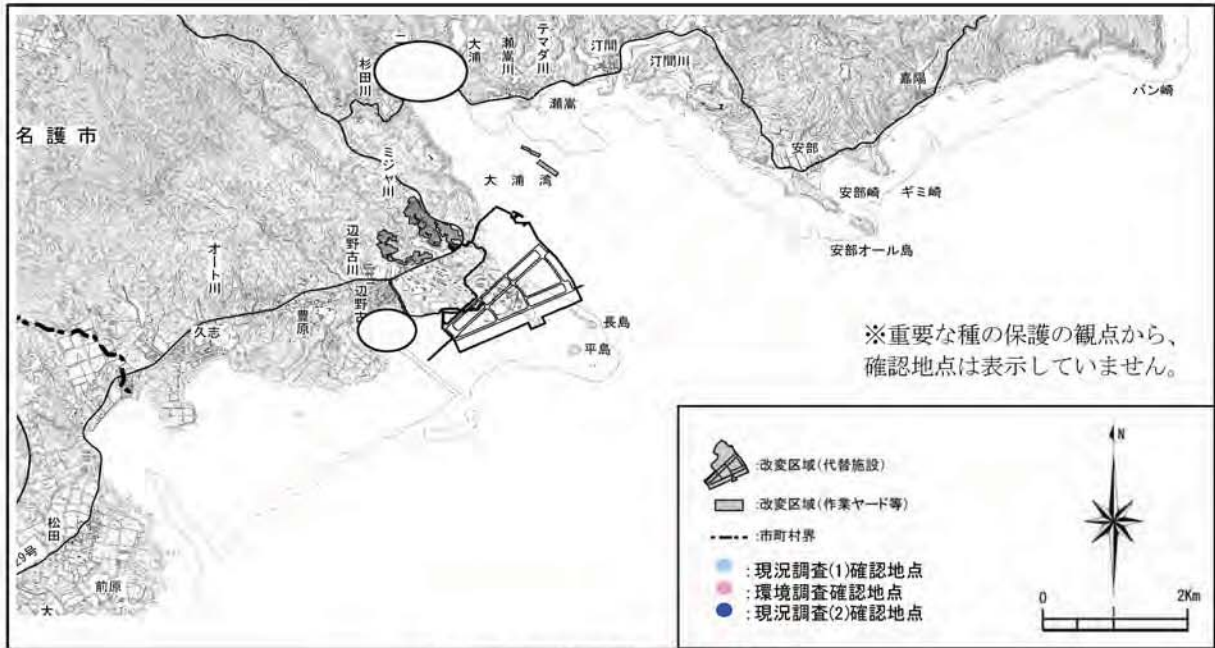 二
大浦
瀬嵩川
テマダ川
汀間
汀間川
杉田川
瀬嵩
嘉陽
バン崎
名護市
ミジャ川
大浦湾
安部
安部崎
ギミ崎
安部オール島
オート川
辺野古川
辺野古
豊原
久志
長島
平島
※重要な種の保護の観点から、
確認地点は表示していません。
松田
29号
前原
大
:改変区域(代替施設)
:改変区域(作業ヤード等)
:市町村界
:現況調査(1)確認地点
:環境調査確認地点
:現況調査(2)確認地点
N
0
2Km